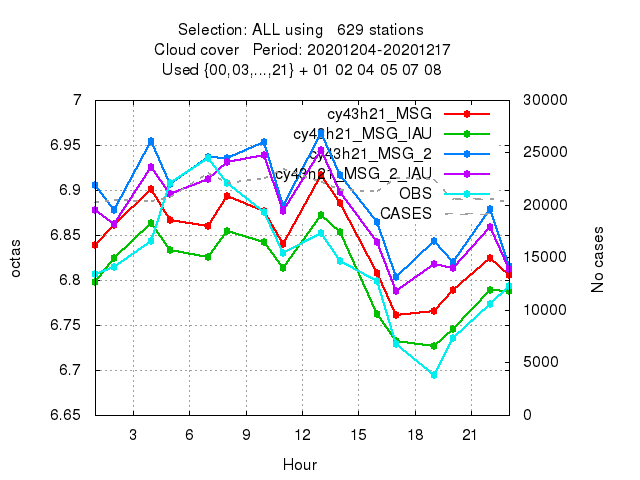 Selection: ALL using   629 stations
Cloud cover   Period: 20201204-20201217
Used {00,03,...,21} + 01 02 04 05 07 08
7
6.95
6.9
6.85
6.8
6.75
6.7
6.65
30000
25000
20000
15000
10000
5000
0
octas
No cases
cy43h21_MSG
cy43h21_MSG_IAU
cy43h21_MSG_2
cy43h21_MSG_2_IAU
OBS
CASES
3 6 9 12 15 18 21
Hour